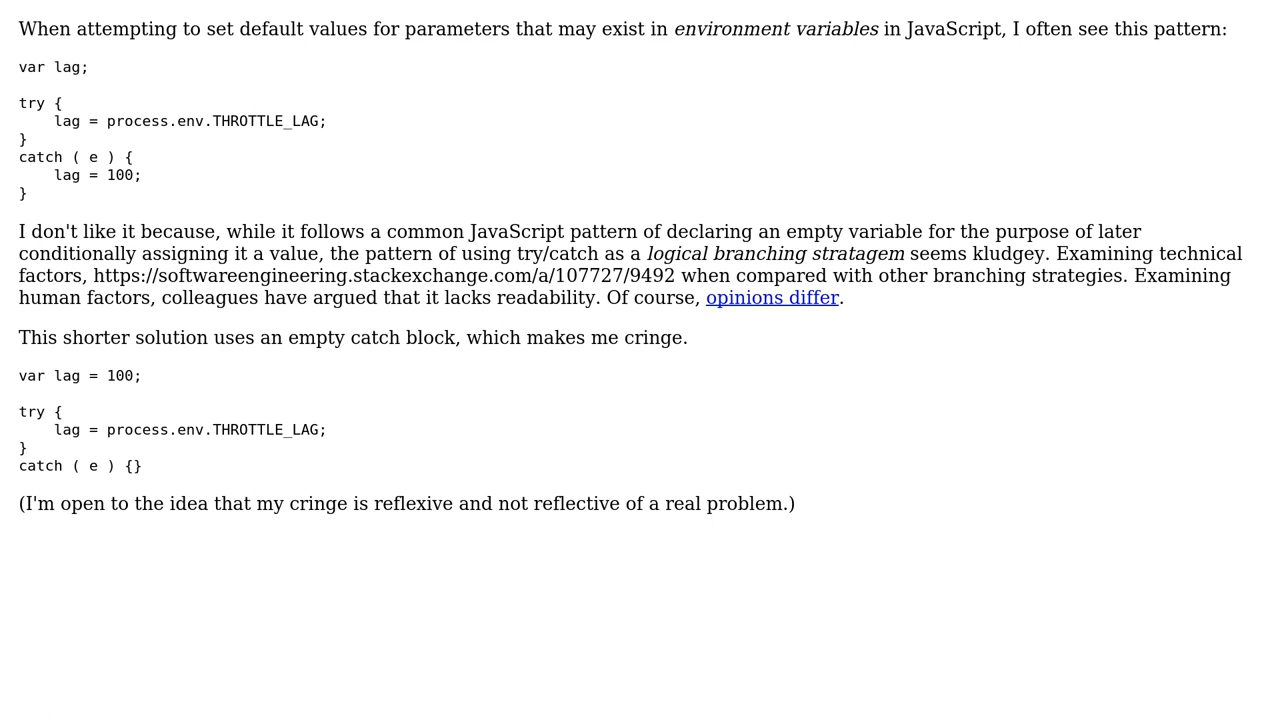 When attempting to set default values for parameters that may exist in environment variables in JavaScript, I often see this pattern:
var lag;
try {
    lag = process.env.THROTTLE_LAG;
}
catch ( e ) {
    lag = 100;
}
I don't like it because, while it follows a common JavaScript pattern of declaring an empty variable for the purpose of later
conditionally assigning it a value, the pattern of using try/catch as a logical branching stratagem seems kludgey. Examining technical
factors, https://softwareengineering.stackexchange.com/a/107727/9492 when compared with other branching strategies. Examining
human factors, colleagues have argued that it lacks readability. Of course, opinions differ.
This shorter solution uses an empty catch block, which makes me cringe.
var lag = 100;
try {
    lag = process.env.THROTTLE_LAG;
}
catch ( e ) {}
(I'm open to the idea that my cringe is reflexive and not reflective of a real problem.)